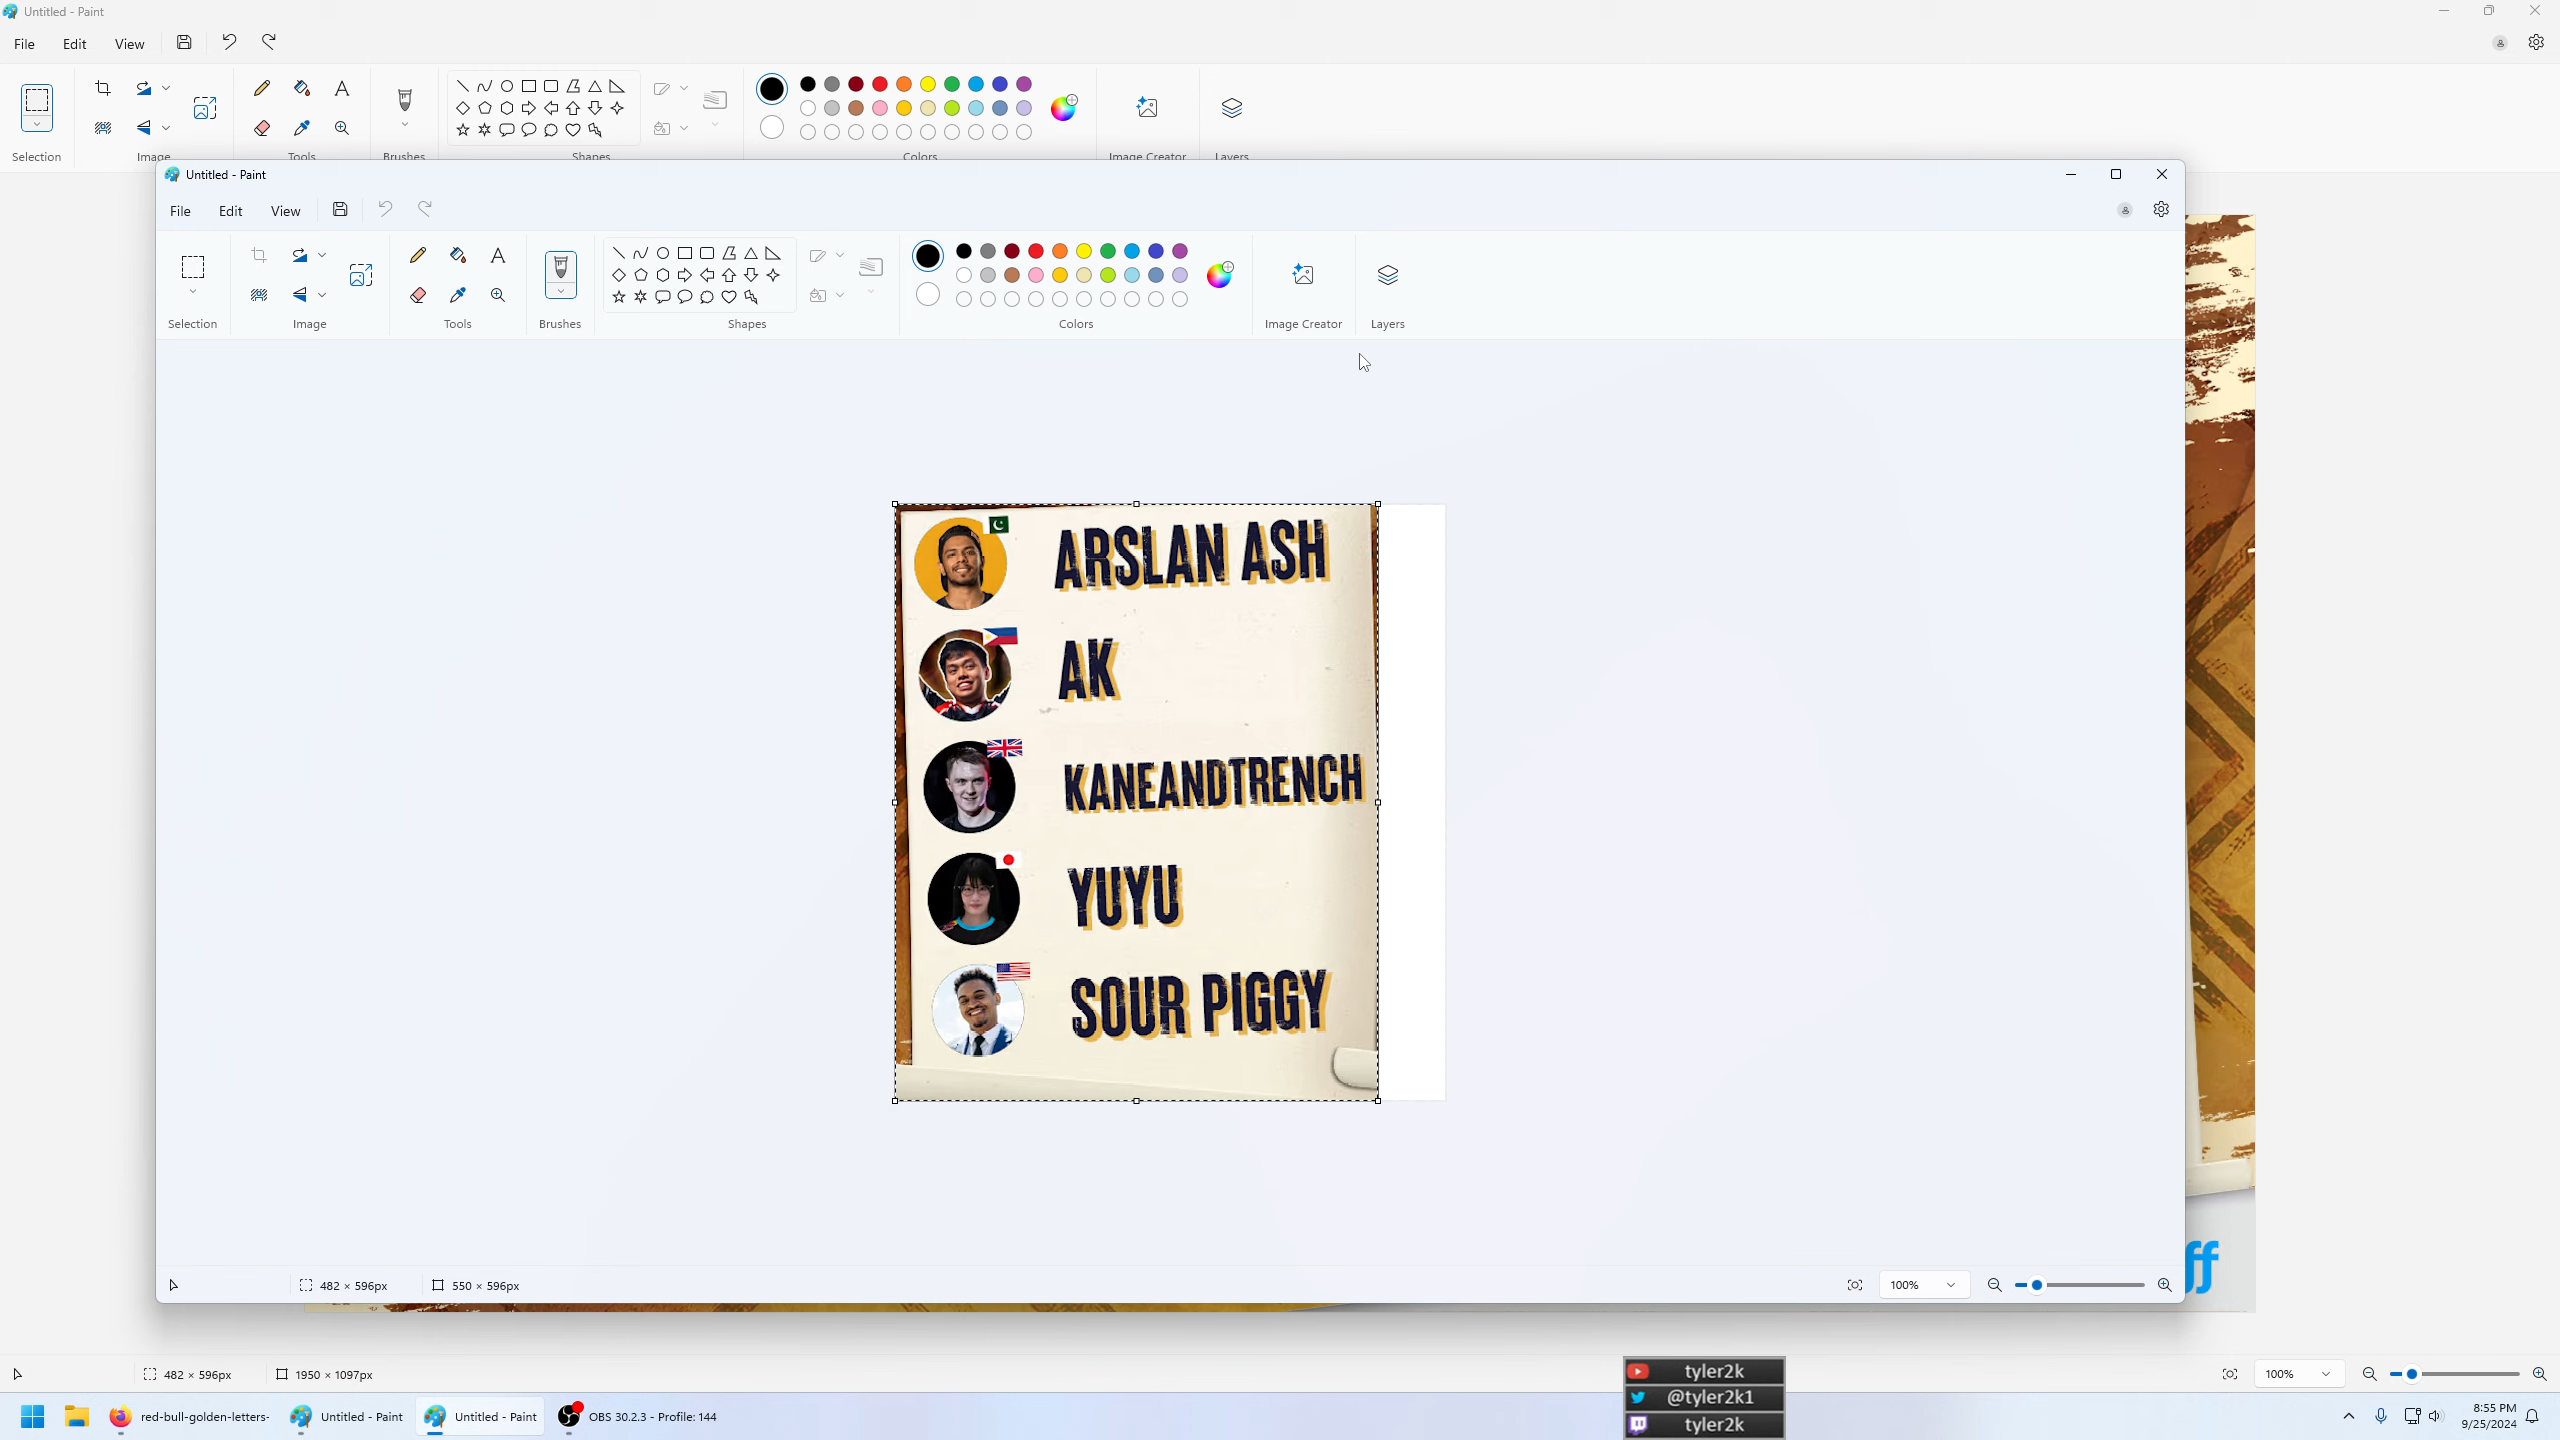 Untitled - Paint
File Edit View
Selection Image Tools Brushes Shapes Colors Image Creator Layers
Untitled - Paint
File Edit View
Selection Image Tools Brushes Shapes Colors Image Creator Layers
ARSLAN ASH
AK
KANEANDTRENCH
YUYU
SOUR PIGGY
ff
482 × 596px 550 × 596px 100%
482 × 596px 1950 × 1097px 100%
tyler2k
@tyler2k1
tyler2k
red-bull-golden-letters- Untitled - Paint Untitled - Paint OBS 30.2.3 - Profile: 144
8:55 PM
9/25/2024